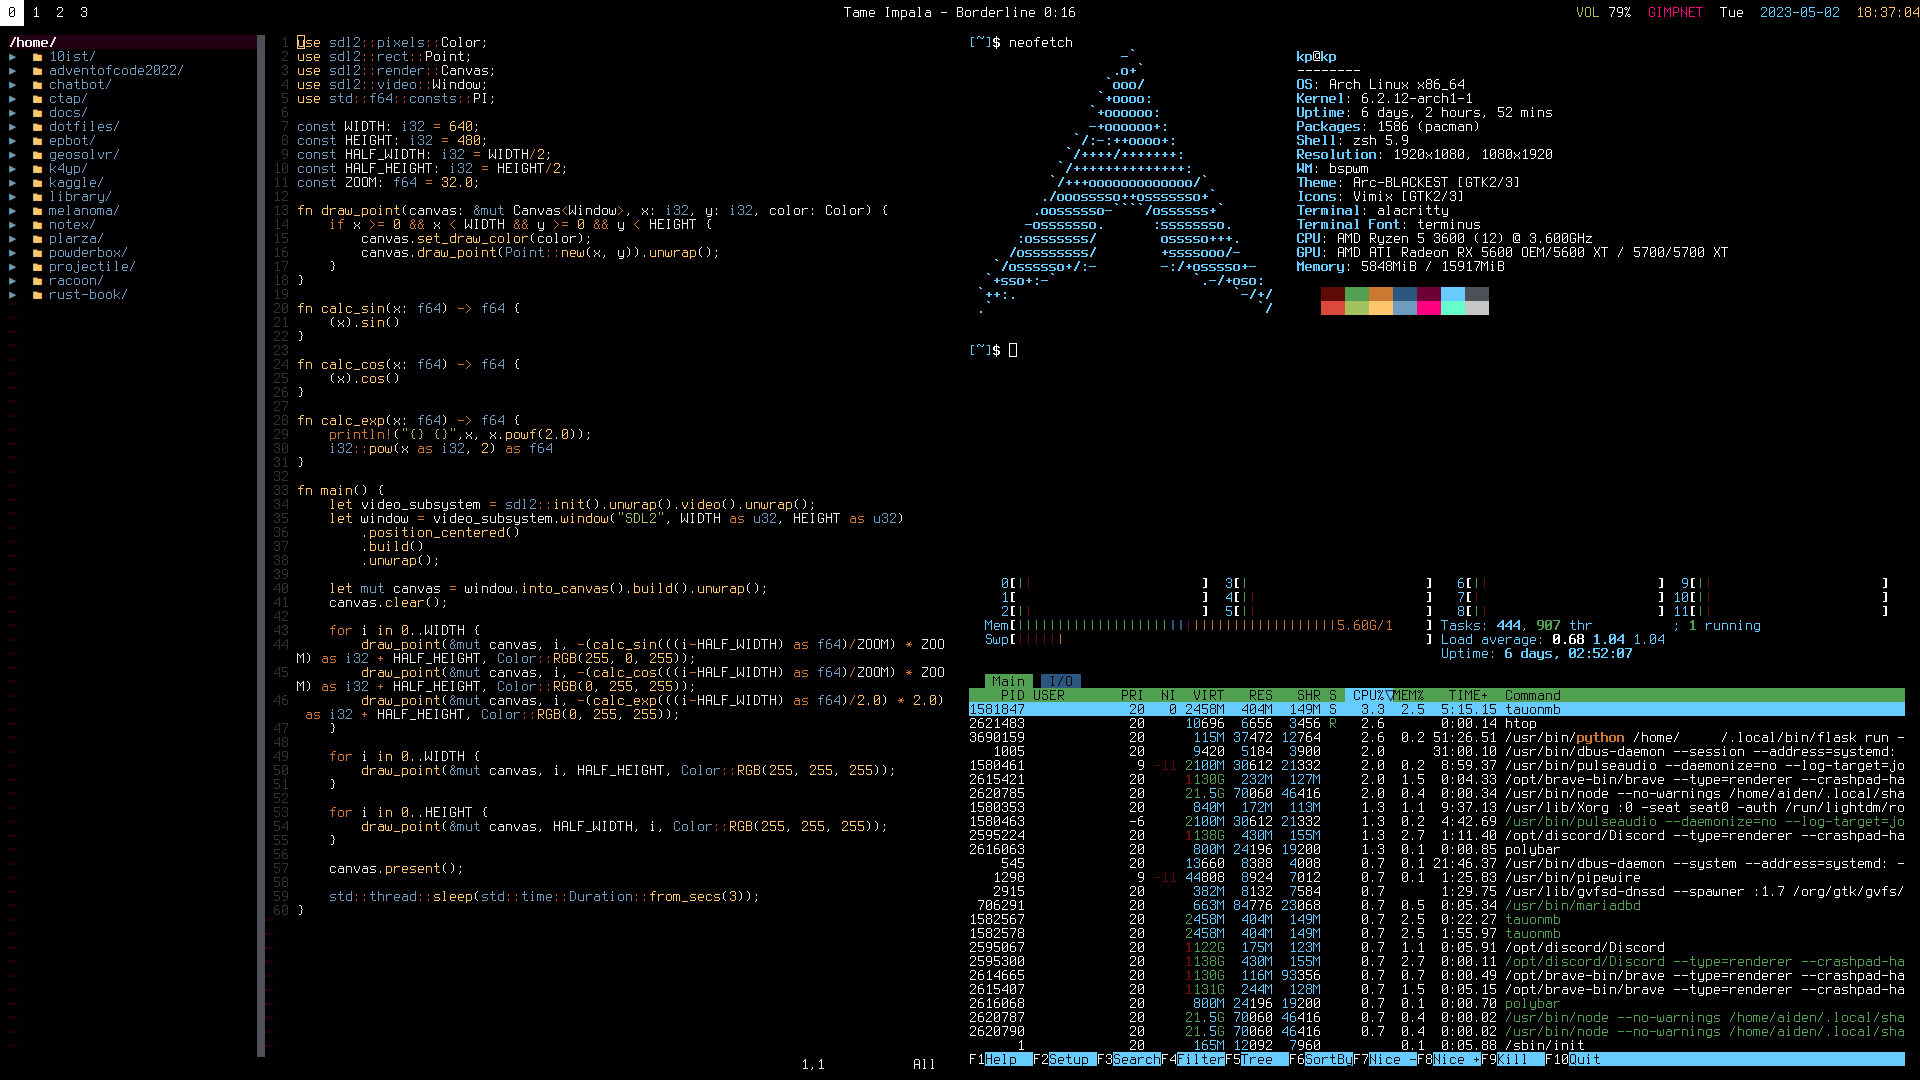 0 1 2 3
Tame Impala - Borderline 0:16
VOL 79% GIMPNET Tue 2023-05-02 18:37:04
/home/
▶ 10ist/
▶ adventofcode2022/
▶ chatbot/
▶ ctap/
▶ docs/
▶ dotfiles/
▶ epbot/
▶ geosolvr/
▶ k4yp/
▶ kaggle/
▶ library/
▶ melanoma/
▶ notex/
▶ plarza/
▶ powderbox/
▶ projectile/
▶ racoon/
▶ rust-book/
1 use sdl2::pixels::Color;
2 use sdl2::rect::Point;
3 use sdl2::render::Canvas;
4 use sdl2::video::Window;
5 use std::f64::consts::PI;
6
7 const WIDTH: i32 = 640;
8 const HEIGHT: i32 = 480;
9 const HALF_WIDTH: i32 = WIDTH/2;
10 const HALF_HEIGHT: i32 = HEIGHT/2;
11 const ZOOM: f64 = 32.0;
12
13 fn draw_point(canvas: &mut Canvas<Window>, x: i32, y: i32, color: Color) {
14     if x >= 0 && x < WIDTH && y >= 0 && y < HEIGHT {
15         canvas.set_draw_color(color);
16         canvas.draw_point(Point::new(x, y)).unwrap();
17     }
18 }
19
20 fn calc_sin(x: f64) -> f64 {
21     (x).sin()
22 }
23
24 fn calc_cos(x: f64) -> f64 {
25     (x).cos()
26 }
27
28 fn calc_exp(x: f64) -> f64 {
29     println!("{} {}",x, x.powf(2.0));
30     i32::pow(x as i32, 2) as f64
31 }
32
33 fn main() {
34     let video_subsystem = sdl2::init().unwrap().video().unwrap();
35     let window = video_subsystem.window("SDL2", WIDTH as u32, HEIGHT as u32)
36         .position_centered()
37         .build()
38         .unwrap();
39
40     let mut canvas = window.into_canvas().build().unwrap();
41     canvas.clear();
42
43     for i in 0..WIDTH {
44         draw_point(&mut canvas, i, -(calc_sin(((i-HALF_WIDTH) as f64)/ZOOM) * ZOO
M) as i32 + HALF_HEIGHT, Color::RGB(255, 0, 255));
45         draw_point(&mut canvas, i, -(calc_cos(((i-HALF_WIDTH) as f64)/ZOOM) * ZOO
M) as i32 + HALF_HEIGHT, Color::RGB(0, 255, 255));
46         draw_point(&mut canvas, i, -(calc_exp(((i-HALF_WIDTH) as f64)/2.0) * 2.0)
 as i32 + HALF_HEIGHT, Color::RGB(0, 255, 255));
47     }
48
49     for i in 0..WIDTH {
50         draw_point(&mut canvas, i, HALF_HEIGHT, Color::RGB(255, 255, 255));
51     }
52
53     for i in 0..HEIGHT {
54         draw_point(&mut canvas, HALF_WIDTH, i, Color::RGB(255, 255, 255));
55     }
56
57     canvas.present();
58
59     std::thread::sleep(std::time::Duration::from_secs(3));
60 }
1,1 All
[~]$ neofetch
kp@kp
--------
OS: Arch Linux x86_64
Kernel: 6.2.12-arch1-1
Uptime: 6 days, 2 hours, 52 mins
Packages: 1586 (pacman)
Shell: zsh 5.9
Resolution: 1920x1080, 1080x1920
WM: bspwm
Theme: Arc-BLACKEST [GTK2/3]
Icons: Vimix [GTK2/3]
Terminal: alacritty
Terminal Font: terminus
CPU: AMD Ryzen 5 3600 (12) @ 3.600GHz
GPU: AMD ATI Radeon RX 5600 OEM/5600 XT / 5700/5700 XT
Memory: 5848MiB / 15917MiB
[~]$
0[ ] 3[ ] 6[ ] 9[ ]
1[ ] 4[ ] 7[ ] 10[ ]
2[ ] 5[ ] 8[ ] 11[ ]
Mem[ 5.60G/1 Tasks: 444, 907 thr ; 1 running
Swp[ ] Load average: 0.68 1.04 1.04
Uptime: 6 days, 02:52:07
Main I/O
PID USER PRI NI VIRT RES SHR S CPU%▽MEM% TIME+ Command
1581847 20 0 2458M 404M 149M S 3.3 2.5 5:15.15 tauonmb
2621483 20 10696 6656 3456 R 2.6 0:00.14 htop
3690159 20 115M 37472 12764 2.6 0.2 51:26.51 /usr/bin/python /home/ /.local/bin/flask run -
1005 20 9420 5184 3900 2.0 31:00.10 /usr/bin/dbus-daemon --session --address=systemd:
1580461 9 -11 2100M 30612 21332 2.0 0.2 8:59.37 /usr/bin/pulseaudio --daemonize=no --log-target=jo
2615421 20 1130G 232M 127M 2.0 1.5 0:04.33 /opt/brave-bin/brave --type=renderer --crashpad-ha
2620785 20 21.5G 70060 46416 2.0 0.4 0:00.34 /usr/bin/node --no-warnings /home/aiden/.local/sha
1580353 20 840M 172M 113M 1.3 1.1 9:37.13 /usr/lib/Xorg :0 -seat seat0 -auth /run/lightdm/ro
1580463 -6 2100M 30612 21332 1.3 0.2 4:42.69 /usr/bin/pulseaudio --daemonize=no --log-target=jo
2595224 20 1138G 430M 155M 1.3 2.7 1:11.40 /opt/discord/Discord --type=renderer --crashpad-ha
2616063 20 800M 24196 19200 1.3 0.1 0:00.85 polybar
545 20 13660 8388 4008 0.7 0.1 21:46.37 /usr/bin/dbus-daemon --system --address=systemd: -
1298 9 -11 44808 8924 7012 0.7 0.1 1:25.83 /usr/bin/pipewire
2915 20 382M 8132 7584 0.7 1:29.75 /usr/lib/gvfsd-dnssd --spawner :1.7 /org/gtk/gvfs/
706291 20 663M 84776 23068 0.7 0.5 0:05.34 /usr/bin/mariadbd
1582567 20 2458M 404M 149M 0.7 2.5 0:22.27 tauonmb
1582578 20 2458M 404M 149M 0.7 2.5 1:55.97 tauonmb
2595067 20 1122G 175M 123M 0.7 1.1 0:05.91 /opt/discord/Discord
2595300 20 1138G 430M 155M 0.7 2.7 0:00.11 /opt/discord/Discord --type=renderer --crashpad-ha
2614665 20 1130G 116M 93356 0.7 0.7 0:00.49 /opt/brave-bin/brave --type=renderer --crashpad-ha
2615407 20 1131G 244M 128M 0.7 1.5 0:05.15 /opt/brave-bin/brave --type=renderer --crashpad-ha
2616068 20 800M 24196 19200 0.7 0.1 0:00.70 polybar
2620787 20 21.5G 70060 46416 0.7 0.4 0:00.02 /usr/bin/node --no-warnings /home/aiden/.local/sha
2620790 20 21.5G 70060 46416 0.7 0.4 0:00.02 /usr/bin/node --no-warnings /home/aiden/.local/sha
1 20 165M 12092 7960 0.1 0:05.88 /sbin/init
F1Help F2Setup F3SearchF4FilterF5Tree F6SortByF7Nice -F8Nice +F9Kill F10Quit